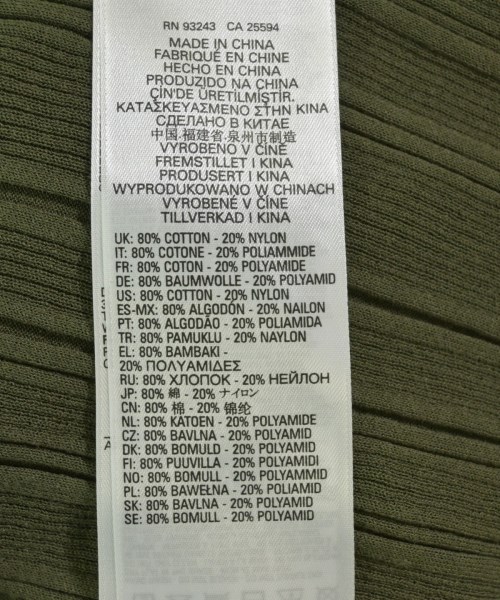 RN 93243 CA 25594
MADE IN CHINA
FABRIQUÉ EN CHINE
HECHO EN CHINA
PRODUZIDO NA CHINA
ÇİN'DE ÜRETİLMİŞTİR.
ΚΑΤΑΣΚΕΥΑΣΜΕΝΟ ΣΤΗΝ ΚΙΝΑ
СДЕЛАНО В КИТАЕ
中国.福建省.泉州市制造
VYROBENO V ČÍNĚ
FREMSTILLET I KINA
PRODUSERT I KINA
WYPRODUKOWANO W CHINACH
VYROBENÉ V ČÍNE
TILLVERKAD I KINA
UK: 80% COTTON - 20% NYLON
IT: 80% COTONE - 20% POLIAMMIDE
FR: 80% COTON - 20% POLYAMIDE
DE: 80% BAUMWOLLE - 20% POLYAMID
US: 80% COTTON - 20% NYLON
ES-MX: 80% ALGODÓN - 20% NAILON
PT: 80% ALGODÃO - 20% POLIAMIDA
TR: 80% PAMUKLU - 20% NAYLON
EL: 80% ΒΑΜΒΑΚΙ -
20% ΠΟΛΥΑΜΙΔΕΣ
RU: 80% ХЛОПОК - 20% НЕЙЛОН
JP: 80% 綿 - 20% ナイロン
CN: 80% 棉 - 20% 锦纶
NL: 80% KATOEN - 20% POLYAMIDE
CZ: 80% BAVLNA - 20% POLYAMID
DK: 80% BOMULD - 20% POLYAMID
FI: 80% PUUVILLA - 20% POLYAMIDI
NO: 80% BOMULL - 20% POLYAMMID
PL: 80% BAWEŁNA - 20% POLIAMID
SK: 80% BAVLNA - 20% POLYAMID
SE: 80% BOMULL - 20% POLYAMID